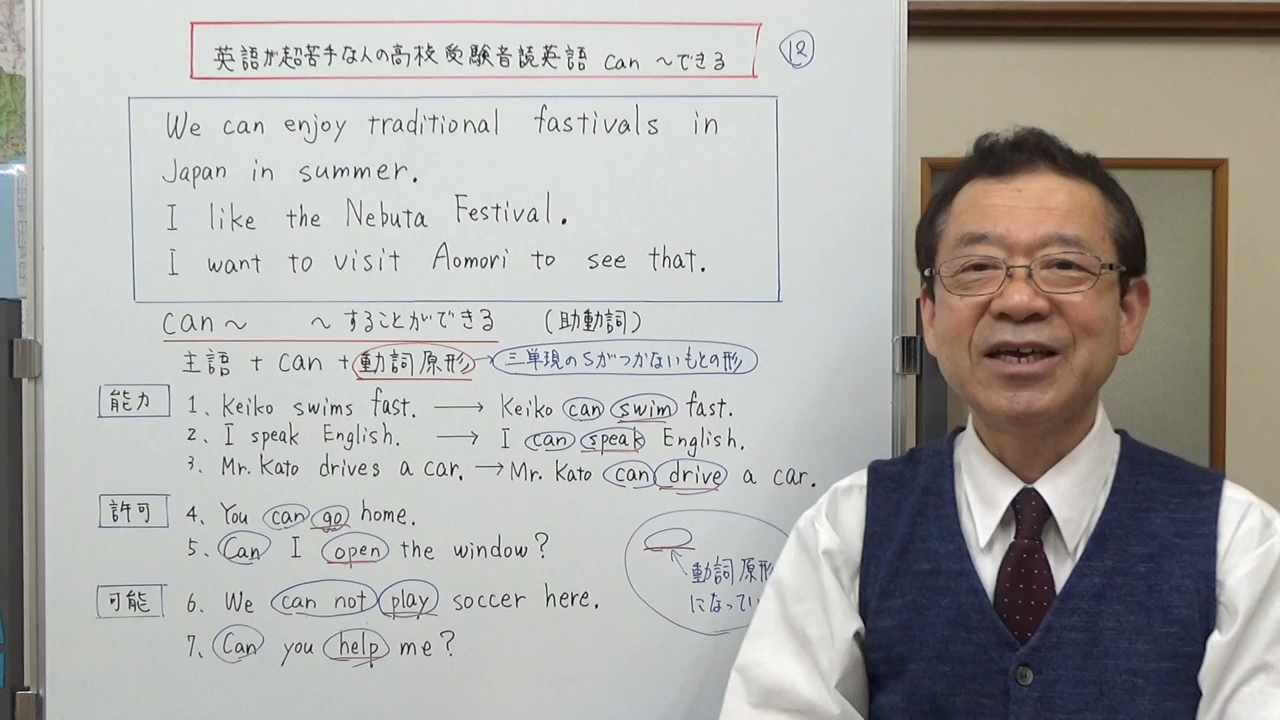 英語が超苦手な人の高校受験音読英語 can ～できる
12
We can enjoy traditional fastivals in
Japan in summer.
I like the Nebuta Festival.
I want to visit Aomori to see that.
can～ ～することができる (助動詞)
主語 + can + 動詞原形 → 三単現のSがつかないもとの形
能力 1、Keiko swims fast. → Keiko can swim fast.
2、I speak English. → I can speak English.
3、Mr. Kato drives a car. → Mr. Kato can drive a car.
許可 4、You can go home.
5、Can I open the window?
動詞原形
になってい
可能 6、We can not play soccer here.
7、Can you help me?